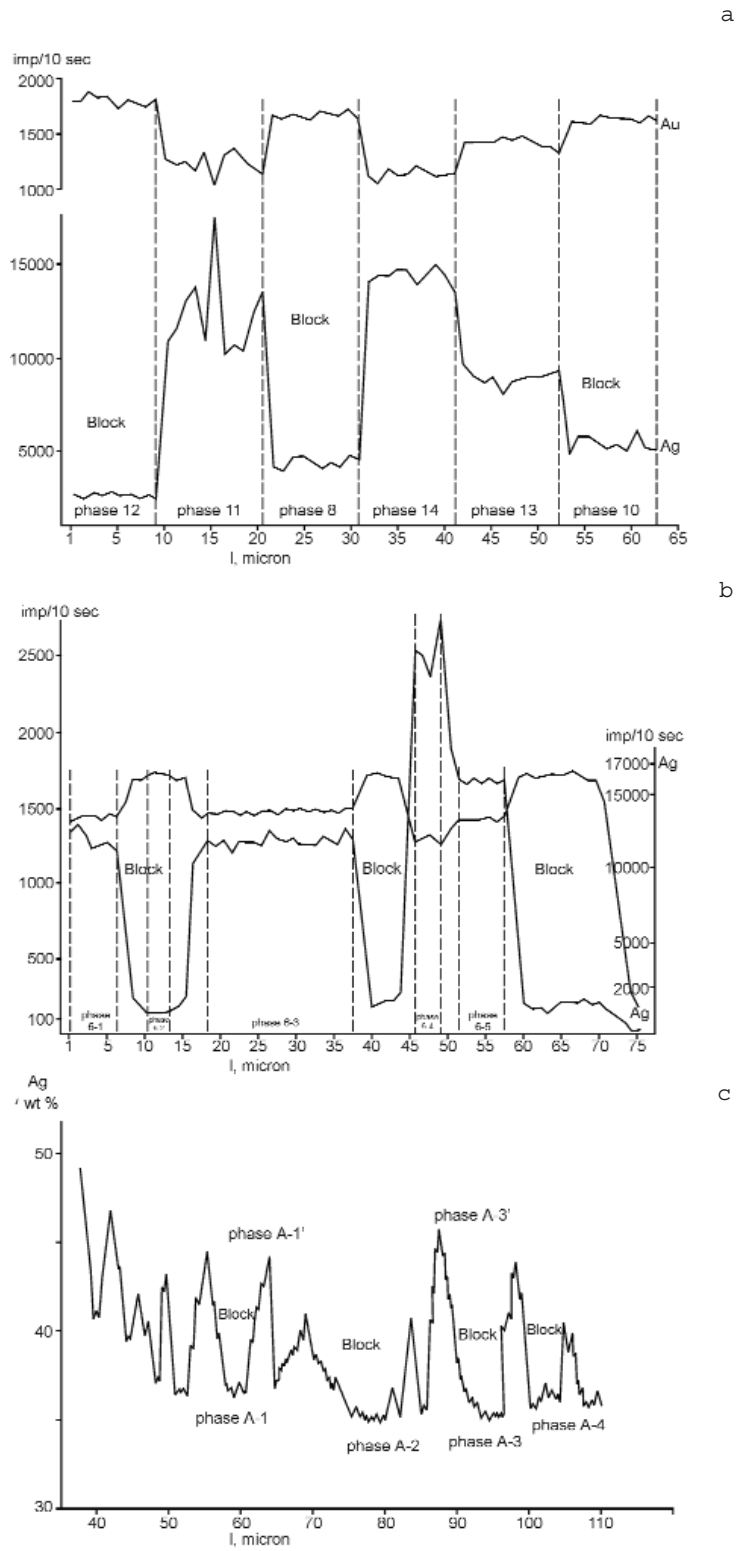 a
imp/10 sec
2000
Au
1500
1000
15000
Block
10000
Block
Block
5000
Ag
phase 12 phase 11 phase 8 phase 14 phase 13 phase 10
1 5 10 15 20 25 30 35 40 45 50 55 60 65
l, micron
b
imp/10 sec
2500
imp/10 sec
2000
17000 Ag
15000
1500
Block Block Block
10000
1000
5000
500
2000
phase 6-1 phase 6-2 phase 6-3 phase 6-4 phase 6-5
100
Ag
1 5 10 15 20 25 30 35 40 45 50 55 60 65 70 75
l, micron
c
Ag
wt %
50
phase A-3'
phase A-1'
Block
40
Block Block Block
phase A-1
phase A-4
phase A-2 phase A-3
30
40 50 60 70 80 90 100 110
l, micron